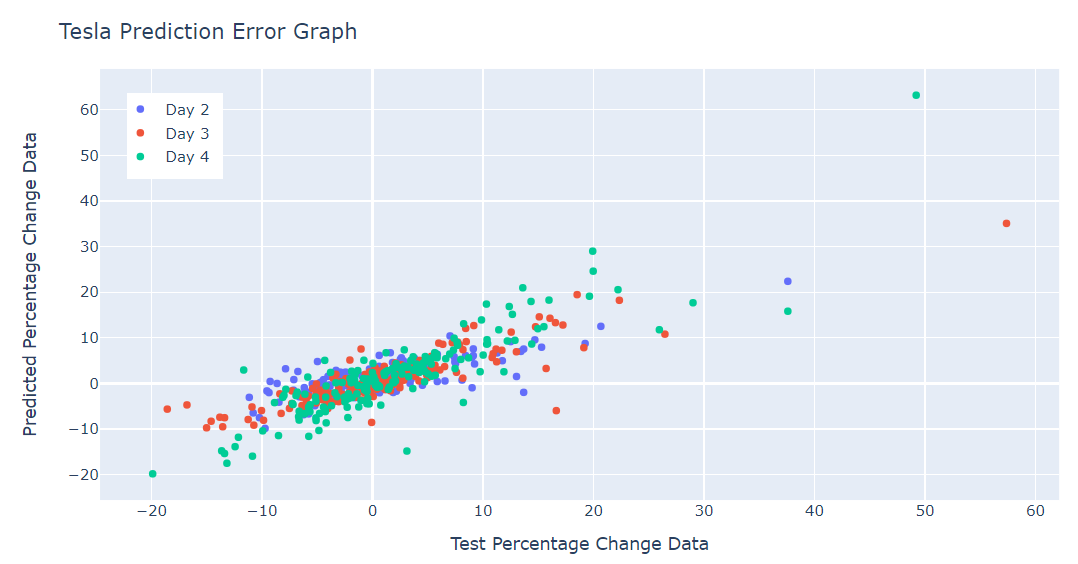 Tesla Prediction Error Graph
Day 2
Day 3
Day 4
Predicted Percentage Change Data
60
50
40
30
20
10
0
−10
−20
−20 −10 0 10 20 30 40 50 60
Test Percentage Change Data